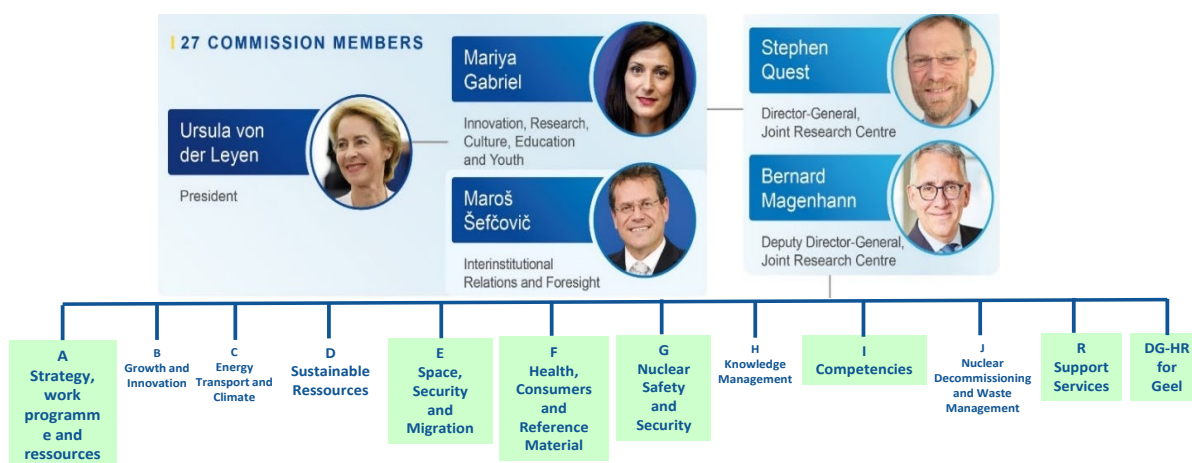 27 COMMISSION MEMBERS
Ursula von
der Leyen
President
Mariya
Gabriel
Innovation, Research,
Culture, Education
and Youth
Maroš
Šefčovič
Interinstitutional
Relations and Foresight
Stephen
Quest
Director-General,
Joint Research Centre
Bernard
Magenhann
Deputy Director-General,
Joint Research Centre
A
Strategy,
work
programm
e and
ressources
B
Growth and
Innovation
C
Energy
Transport and
Climate
D
Sustainable
Ressources
E
Space,
Security
and
Migration
F
Health,
Consumers
and
Reference
Material
G
Nuclear
Safety
and
Security
H
Knowledge
Management
I
Competencies
J
Nuclear
Decommissioning
and Waste
Management
R
Support
Services
DG-HR
for
Geel